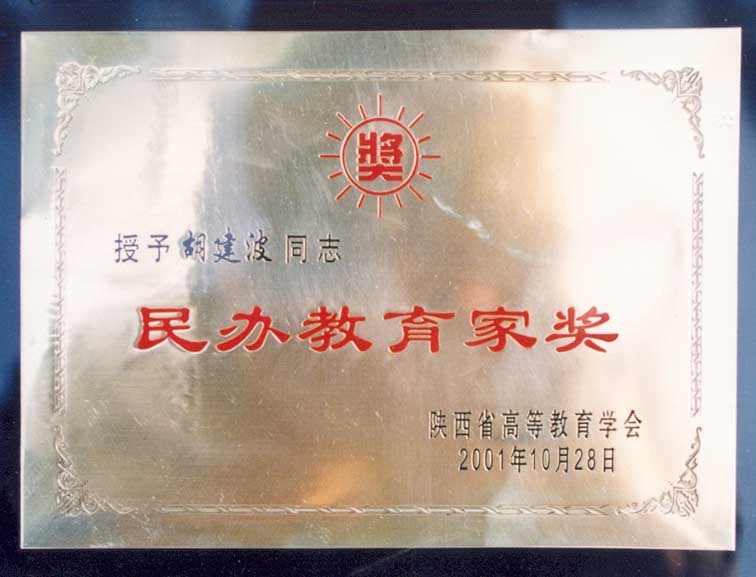 獎
授予胡建波同志
民办教育家奖
陕西省高等教育学会
2001年10月28日